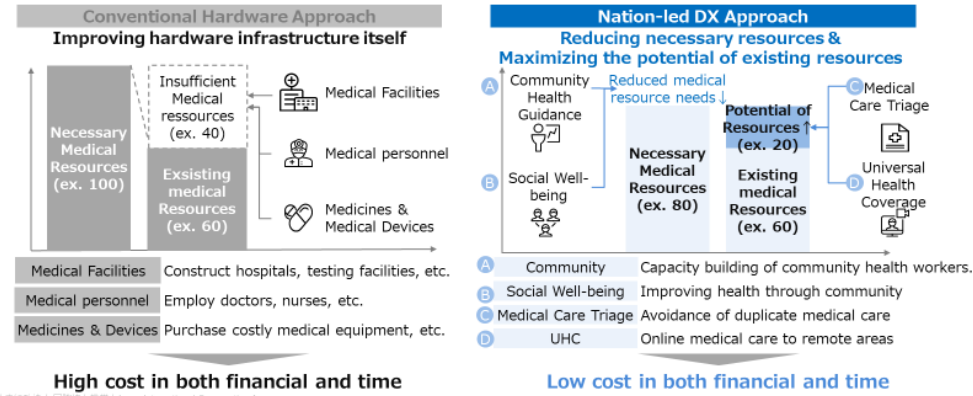 Conventional Hardware Approach
Improving hardware infrastructure itself
Necessary
Medical
Resources
(ex. 100)
Insufficient
Medical
ressources
(ex. 40)
Exsisting
medical
Resources
(ex. 60)
Medical Facilities
Medical personnel
Medicines &
Medical Devices
Medical Facilities Construct hospitals, testing facilities, etc.
Medical personnel Employ doctors, nurses, etc.
Medicines & Devices Purchase costly medical equipment, etc.
High cost in both financial and time
Nation-led DX Approach
Reducing necessary resources &
Maximizing the potential of existing resources
A Community
Health
Guidance
B Social Well-
being
Reduced medical
resource needs↓
Necessary
Medical
Resources
(ex. 80)
Potential of
Resources↑
(ex. 20)
Existing
medical
Resources
(ex. 60)
C Medical
Care Triage
D Universal
Health
Coverage
A Community Capacity building of community health workers.
B Social Well-being Improving health through community
C Medical Care Triage Avoidance of duplicate medical care
D UHC Online medical care to remote areas
Low cost in both financial and time